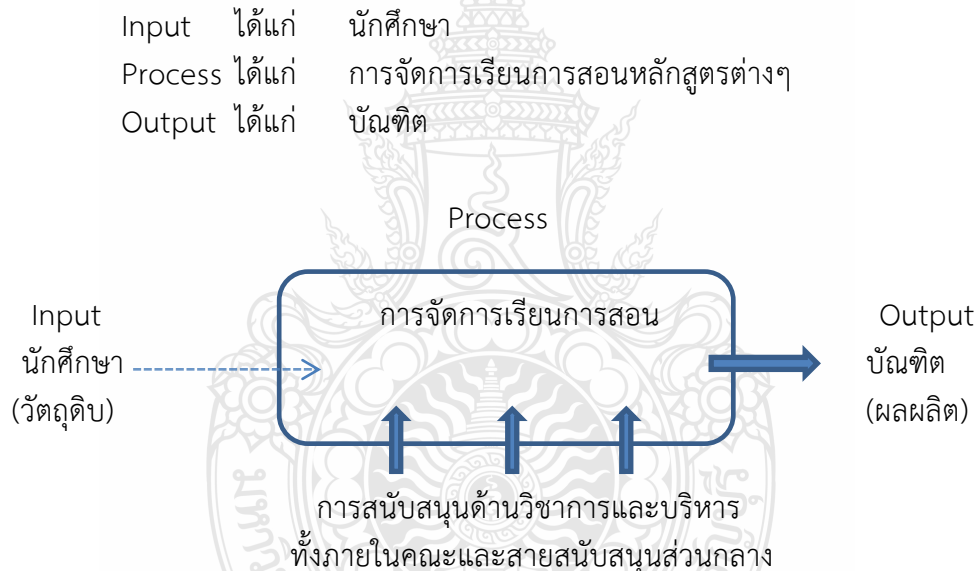 Input ได้แก่ นักศึกษา
Process ได้แก่ การจัดการเรียนการสอนหลักสูตรต่างๆ
Output ได้แก่ บัณฑิต
Process
การจัดการเรียนการสอน
Input
นักศึกษา
(วัตถุดิบ)
Output
บัณฑิต
(ผลผลิต)
การสนับสนุนด้านวิชาการและบริหาร
ทั้งภายในคณะและสายสนับสนุนส่วนกลาง